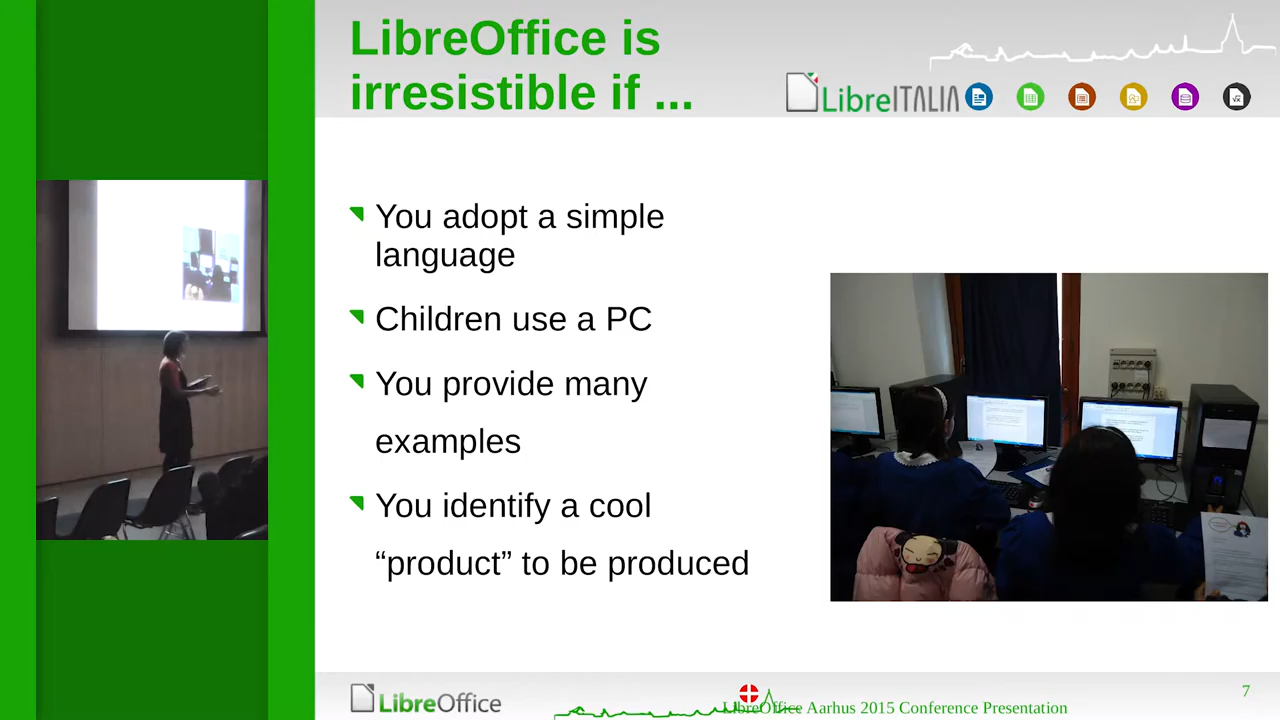 LibreOffice is
irresistible if ...
LibreITALIA
You adopt a simple
language
Children use a PC
You provide many
examples
You identify a cool
“product” to be produced
LibreOffice
LibreOffice Aarhus 2015 Conference Presentation
7